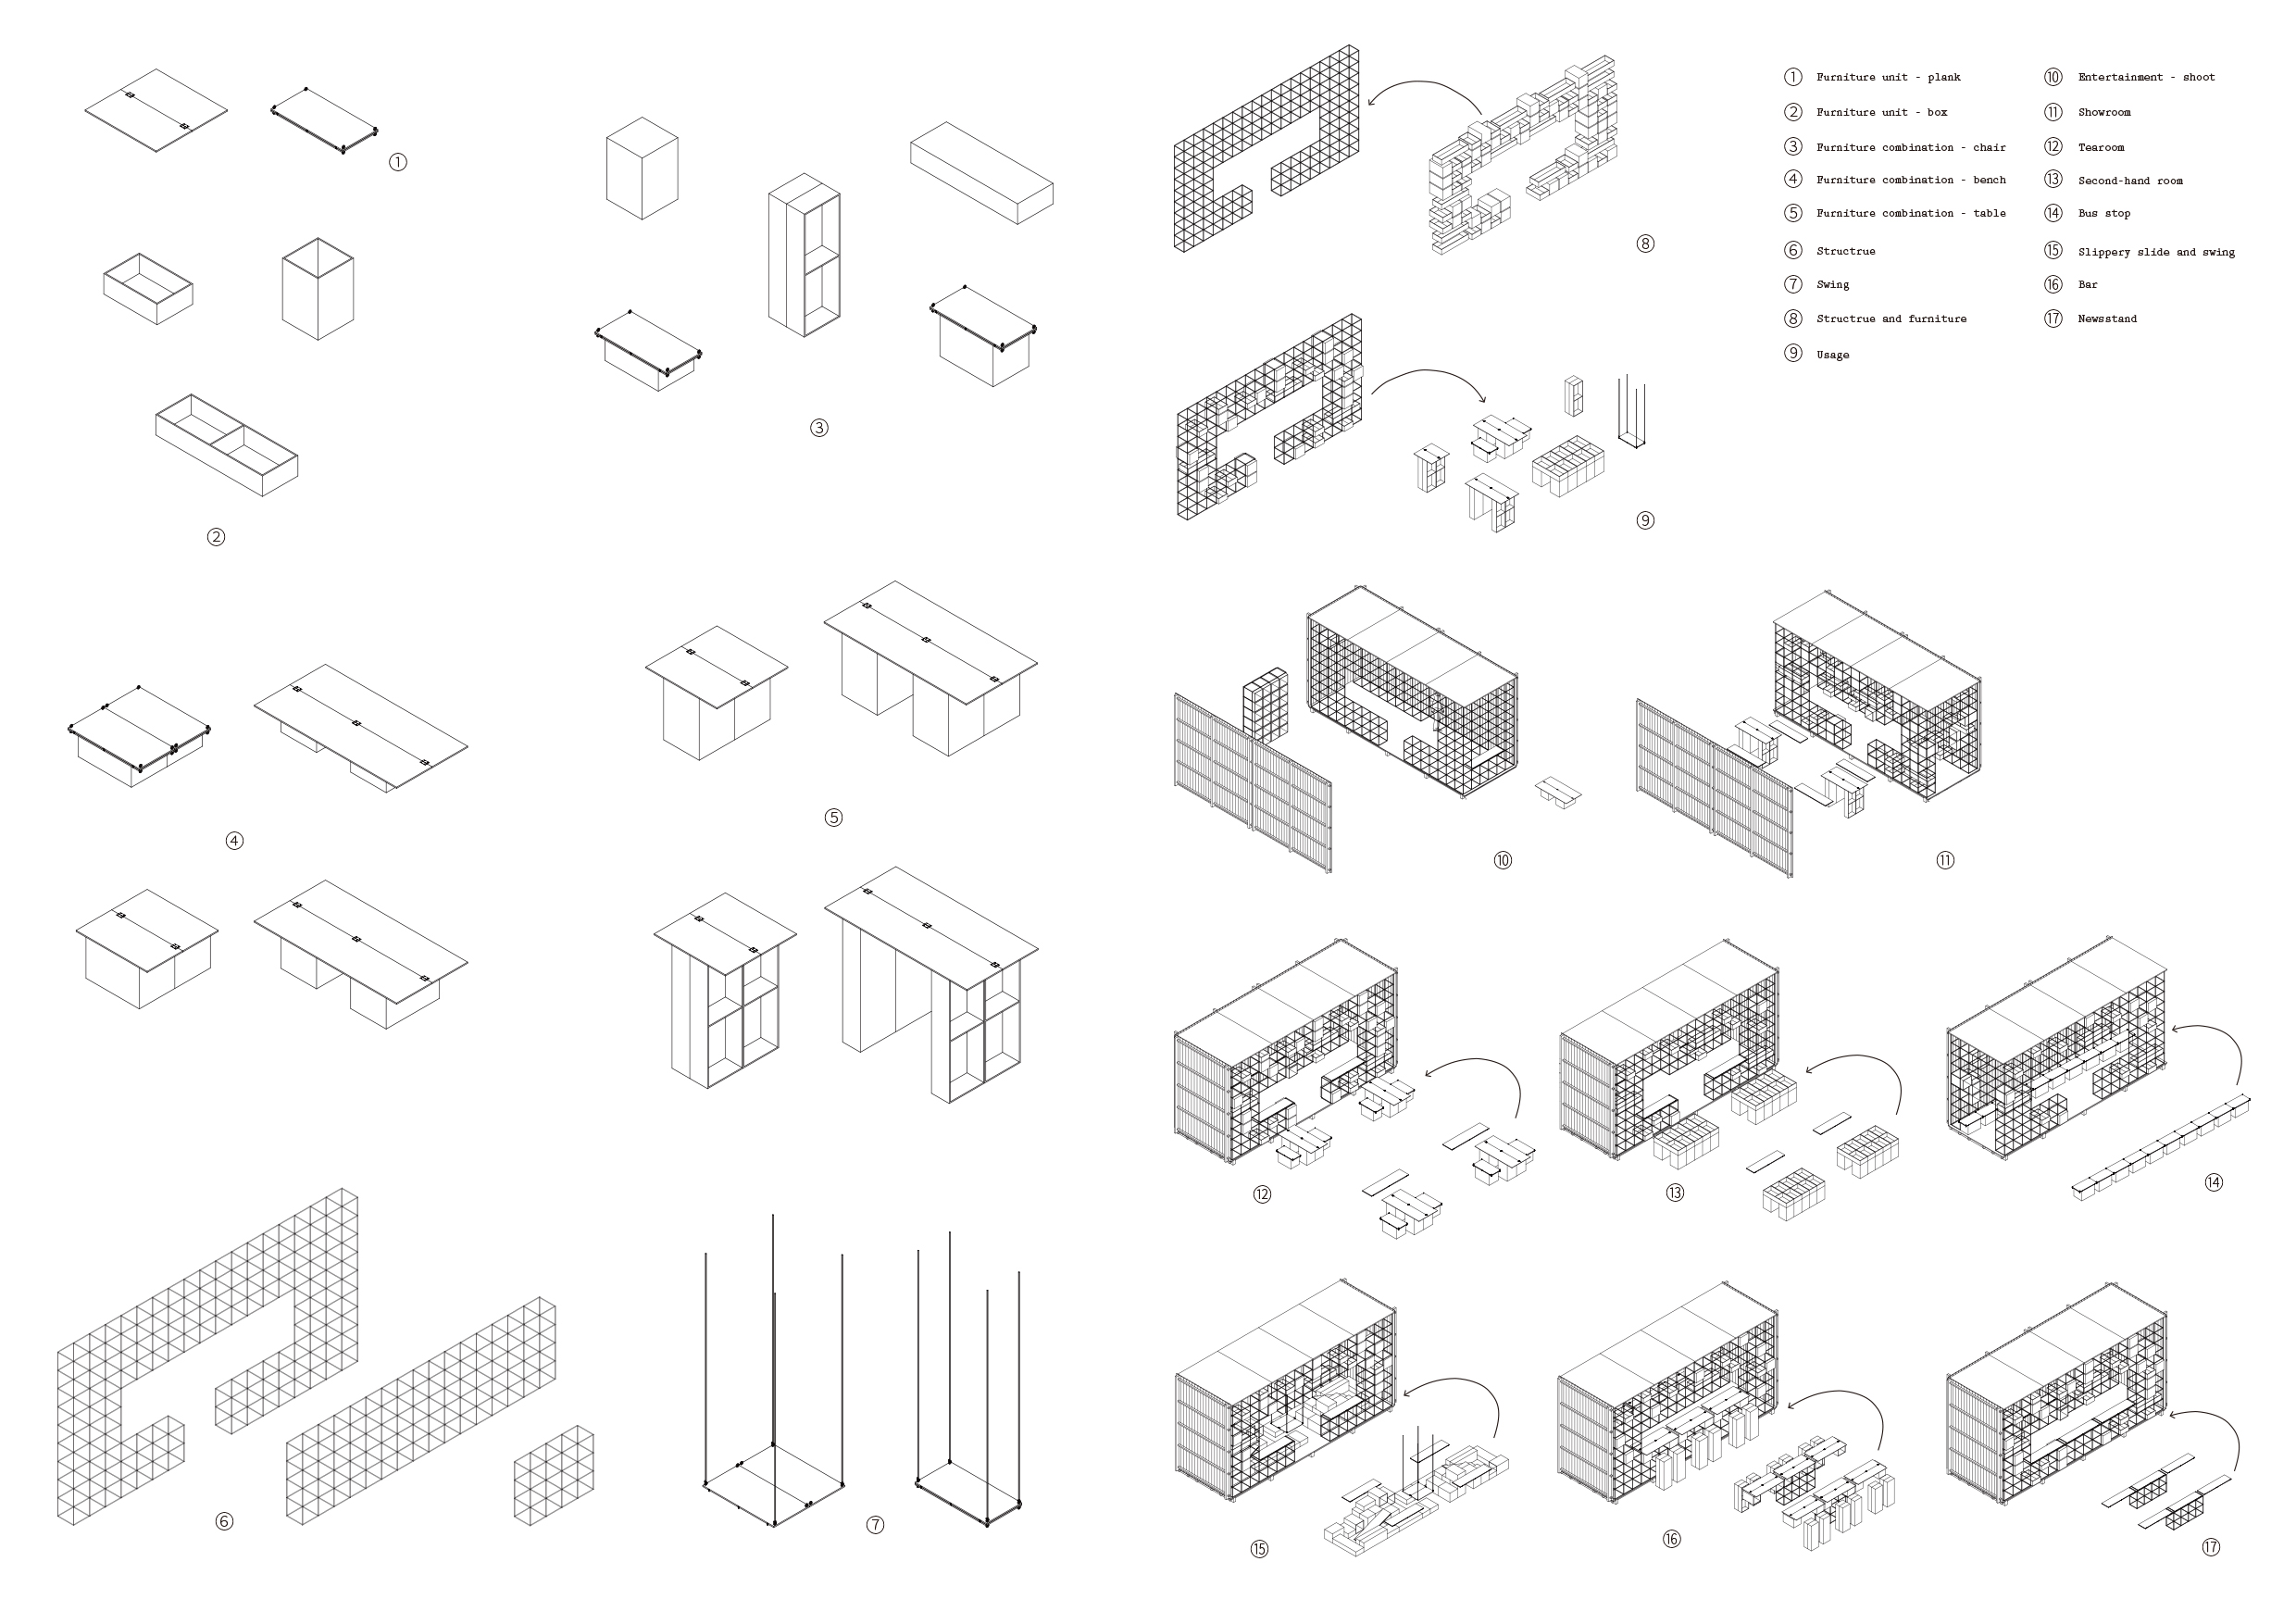 ① Furniture unit - plank
② Furniture unit - box
③ Furniture combination - chair
④ Furniture combination - bench
⑤ Furniture combination - table
⑥ Structrue
⑦ Swing
⑧ Structrue and furniture
⑨ Usage
⑩ Entertainment - shoot
⑪ Showroom
⑫ Tearoom
⑬ Second-hand room
⑭ Bus stop
⑮ Slippery slide and swing
⑯ Bar
⑰ Newsstand
①
②
③
④
⑤
⑥
⑦
⑧
⑨
⑩
⑪
⑫
⑬
⑭
⑮
⑯
⑰